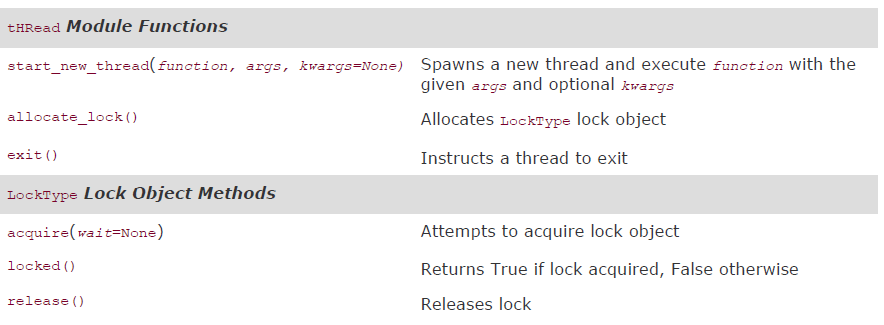 tHRead Module Functions
start_new_thread(function, args, kwargs=None) Spawns a new thread and execute function with the
given args and optional kwargs
allocate_lock() Allocates LockType lock object
exit() Instructs a thread to exit
LockType Lock Object Methods
acquire(wait=None) Attempts to acquire lock object
locked() Returns True if lock acquired, False otherwise
release() Releases lock